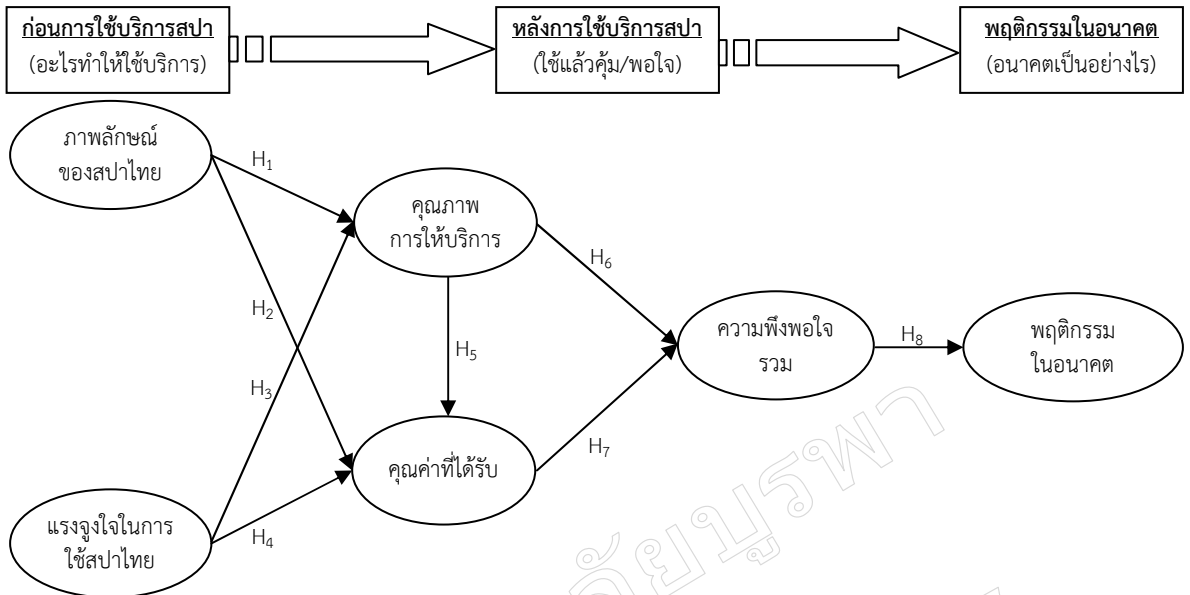 ก่อนการใช้บริการสปา
(อะไรทำให้ใช้บริการ)
หลังการใช้บริการสปา
(ใช้แล้วคุ้ม/พอใจ)
พฤติกรรมในอนาคต
(อนาคตเป็นอย่างไร)
ภาพลักษณ์
ของสปาไทย
H₁
คุณภาพ
การให้บริการ
H₆
H₂
ความพึงพอใจ
รวม
H₈
พฤติกรรม
ในอนาคต
H₅
H₃
H₇
คุณค่าที่ได้รับ
แรงจูงใจในการ
ใช้สปาไทย
H₄
ัยบูรพา